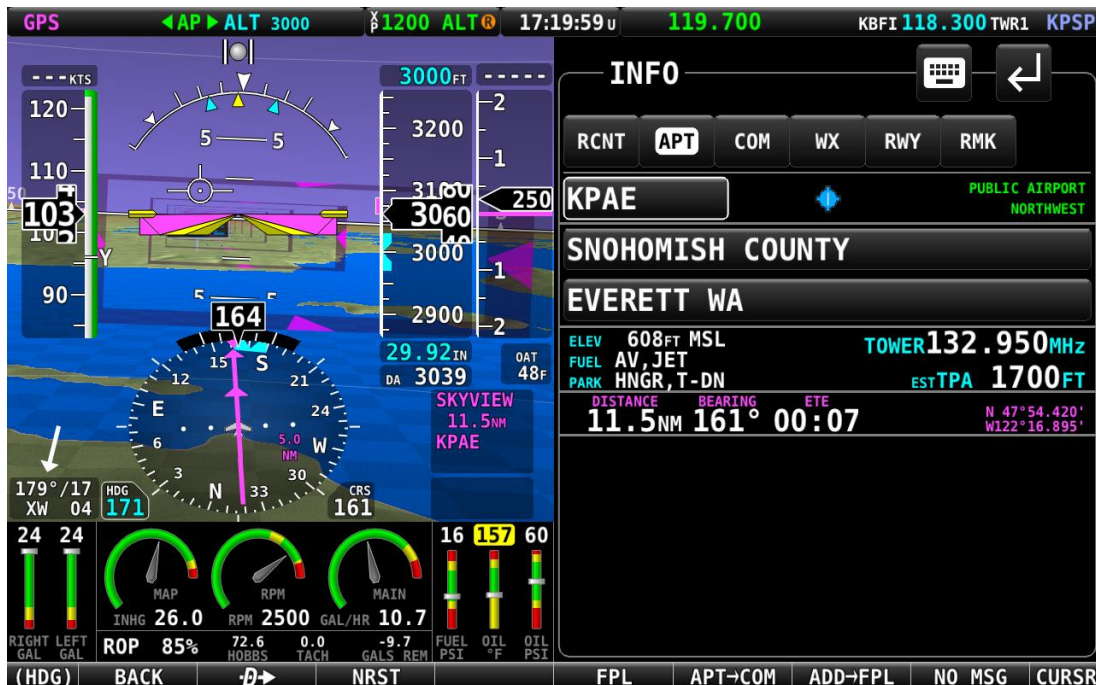 GPS ◀AP▶ ALT 3000 XP 1200 ALT R 17:19:59 U 119.700 KBFI 118.300 TWR1 KPSP
---KTS
120
110
103
90
Y
5 5
5
3000FT -----
3200
3100
3060
3000
2900
2
1
250
1
2
29.92IN
DA 3039
OAT
48F
SKYVIEW
11.5NM
KPAE
164
15 S 21 24 W 30 33 N 3 6 E 12
5.0
NM
179°/17
XW 04
HDG
171
CRS
161
24 24
RIGHT LEFT
GAL GAL
MAP
INHG 26.0
RPM
RPM 2500
MAIN
GAL/HR 10.7
16 157 60
FUEL OIL OIL
PSI °F PSI
ROP 85%
72.6 0.0 -9.7
HOBBS TACH GALS REM
INFO
RCNT APT COM WX RWY RMK
KPAE
PUBLIC AIRPORT
NORTHWEST
SNOHOMISH COUNTY
EVERETT WA
ELEV 608FT MSL
FUEL AV,JET
PARK HNGR,T-DN
TOWER 132.950MHz
EST TPA 1700FT
DISTANCE BEARING ETE
11.5NM 161° 00:07
N 47°54.420'
W122°16.895'
(HDG) BACK D NRST FPL APT→COM ADD→FPL NO MSG CURSR